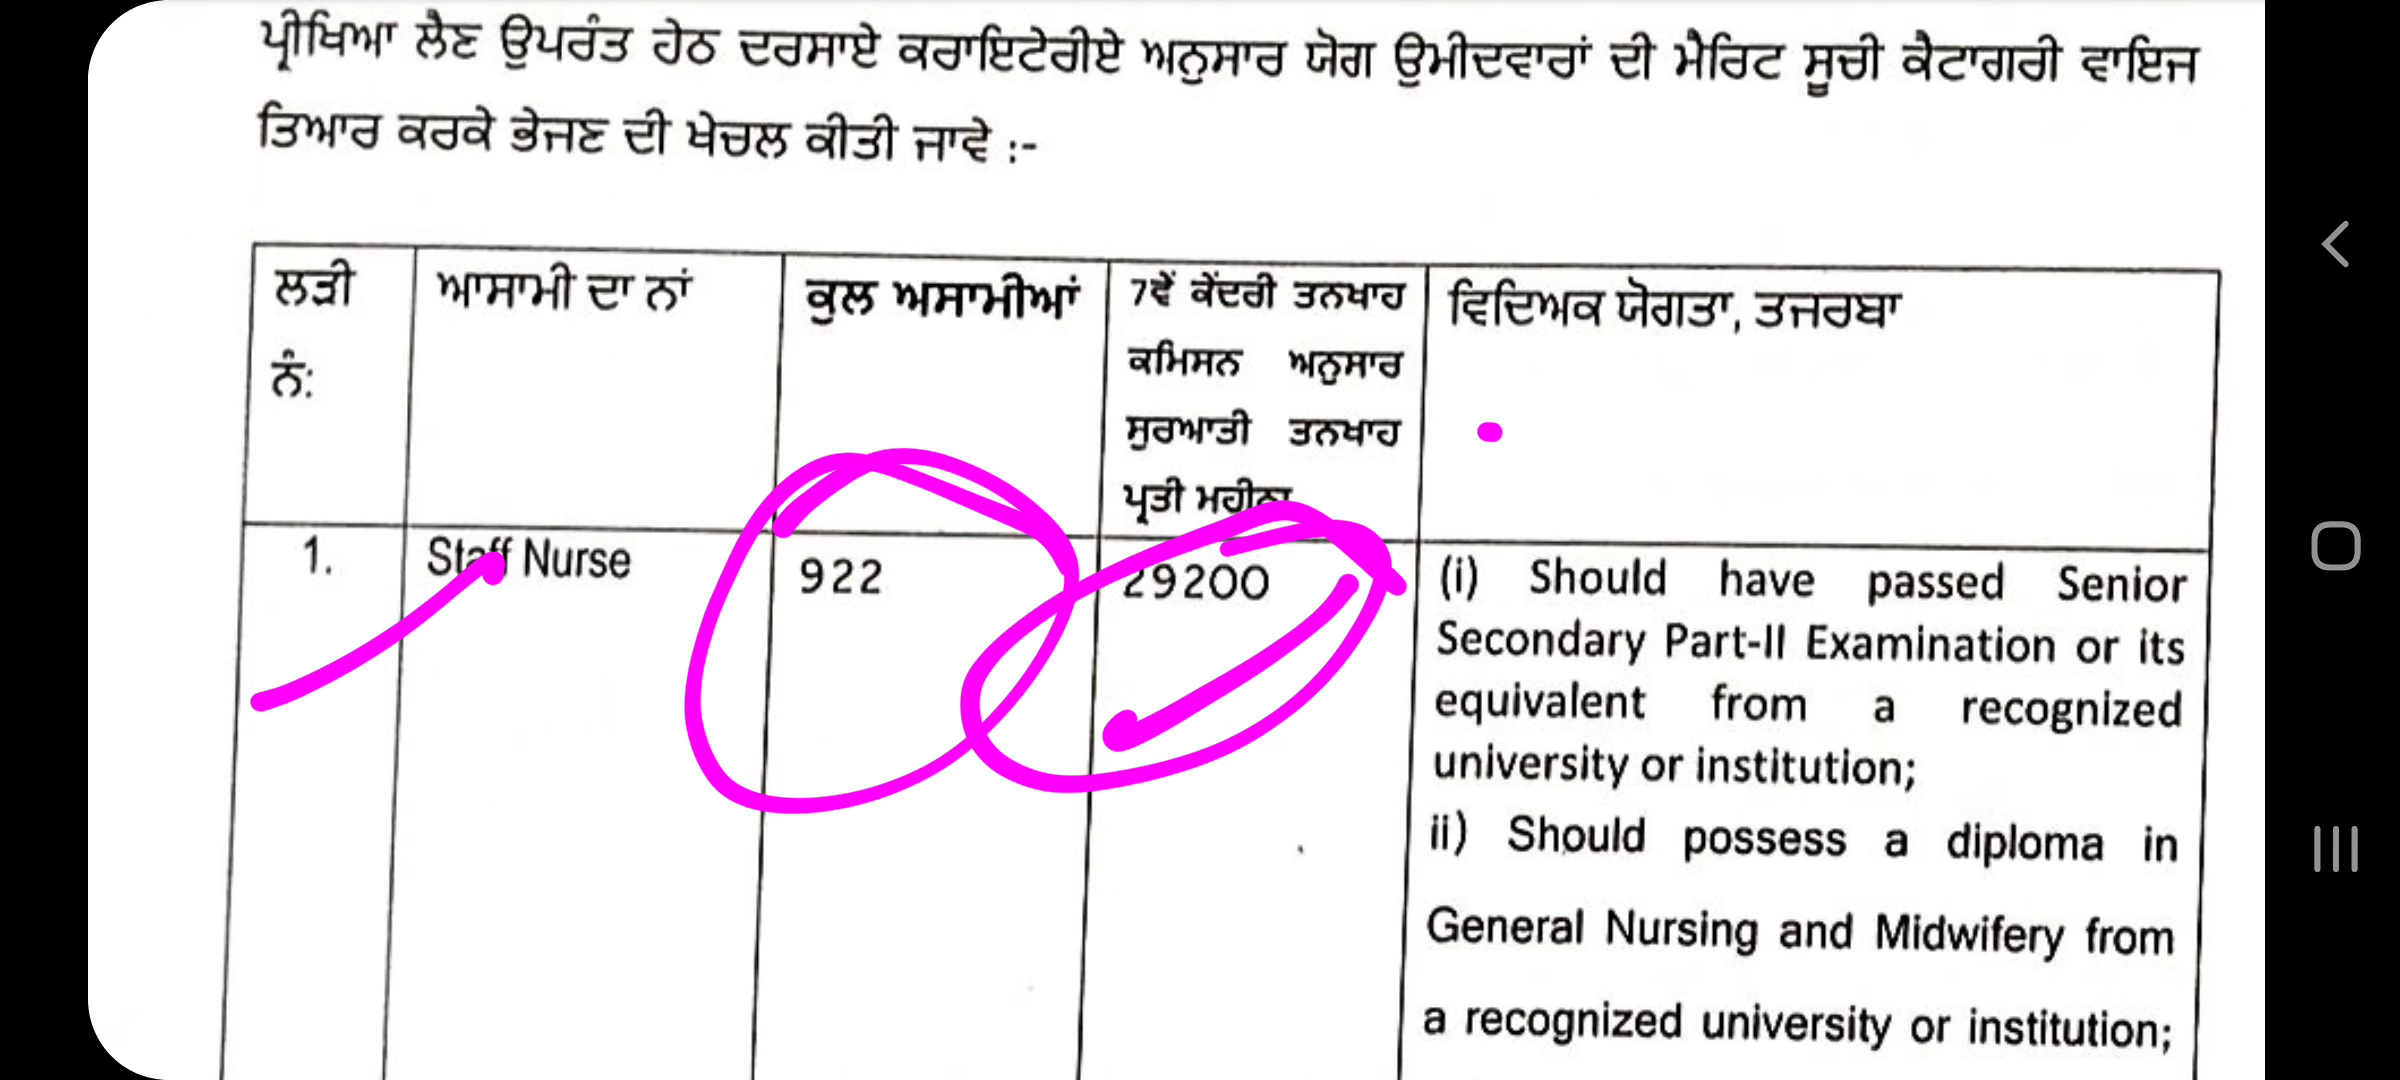 ਪ੍ਰੀਖਿਆ ਲੈਣ ਉਪਰੰਤ ਹੇਠ ਦਰਸਾਏ ਕਰਾਇਟੇਰੀਏ ਅਨੁਸਾਰ ਯੋਗ ਉਮੀਦਵਾਰਾਂ ਦੀ ਮੈਰਿਟ ਸੂਚੀ ਕੈਟਾਗਰੀ ਵਾਇਜ
ਤਿਆਰ ਕਰਕੇ ਭੇਜਣ ਦੀ ਖੇਚਲ ਕੀਤੀ ਜਾਵੇ :-
ਲੜੀ
ਨੰ:
ਆਸਾਮੀ ਦਾ ਨਾਂ
ਕੁਲ ਅਸਾਮੀਆਂ
7ਵੇਂ ਕੇਂਦਰੀ ਤਨਖਾਹ
ਕਮਿਸਨ ਅਨੁਸਾਰ
ਸੁਰਆਤੀ ਤਨਖਾਹ
ਪ੍ਰਤੀ ਮਹੀਨਾ
ਵਿਦਿਅਕ ਯੋਗਤਾ, ਤਜਰਬਾ
1.
Staff Nurse
922
29200
(i) Should have passed Senior
Secondary Part-II Examination or its
equivalent from a recognized
university or institution;
ii) Should possess a diploma in
General Nursing and Midwifery from
a recognized university or institution;